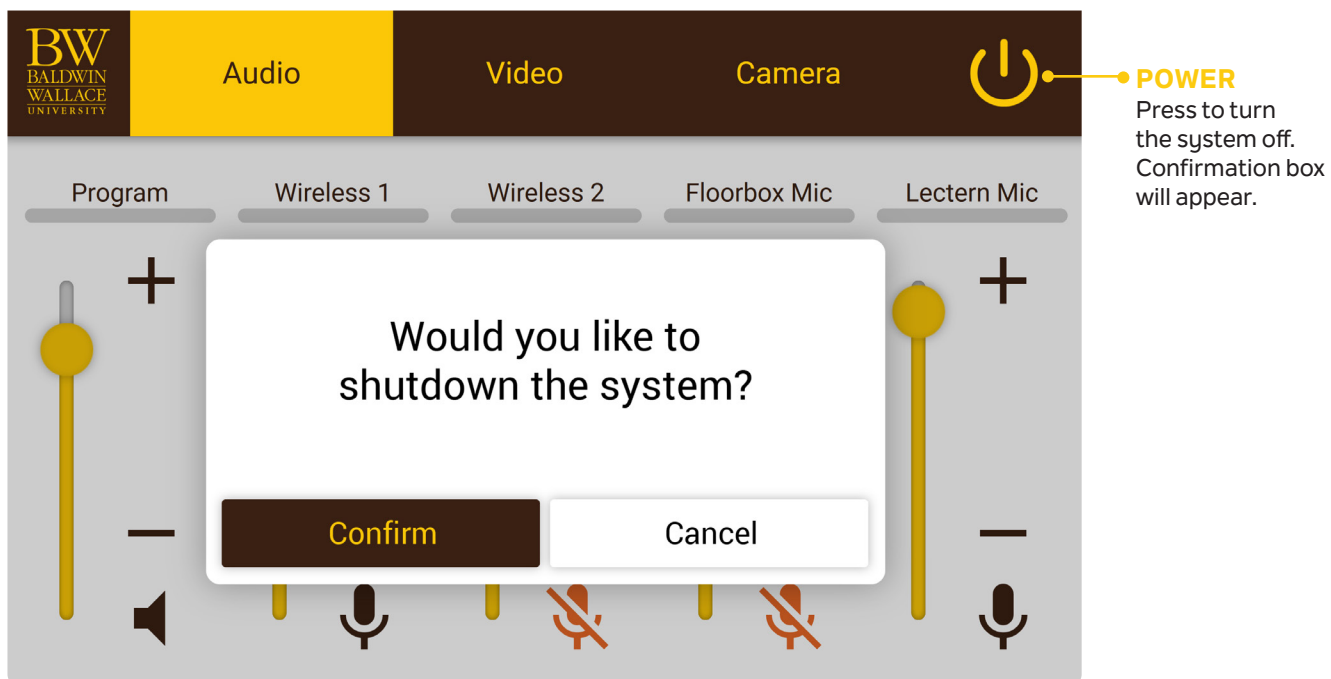 BW
BALDWIN
WALLACE
UNIVERSITY
Audio
Video
Camera
POWER
Press to turn
the system off.
Confirmation box
will appear.
Program
Wireless 1
Wireless 2
Floorbox Mic
Lectern Mic
Would you like to
shutdown the system?
Confirm
Cancel